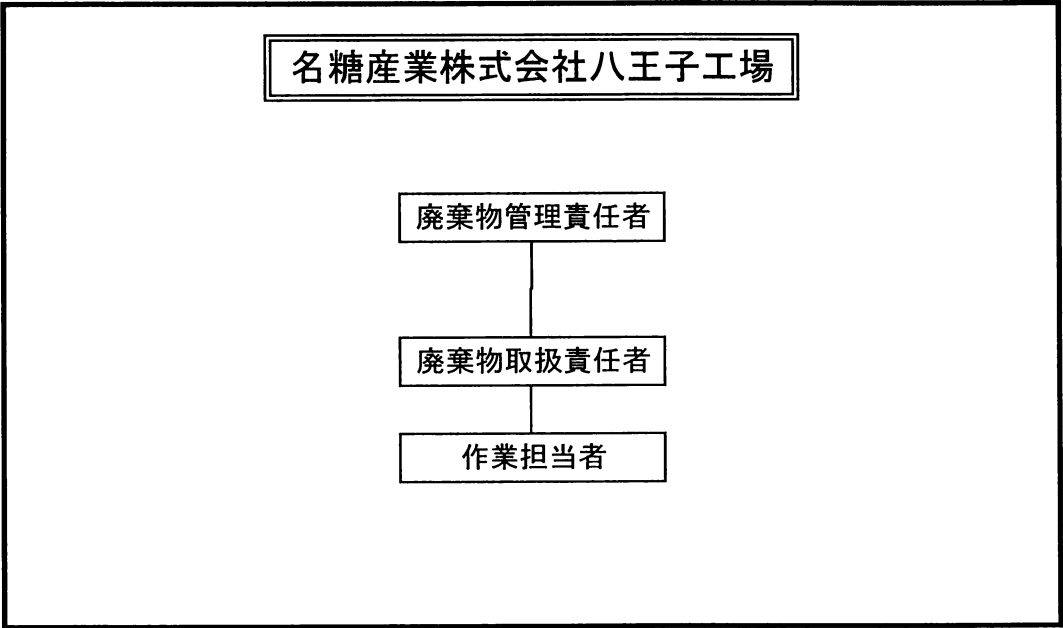 名糖産業株式会社八王子工場
廃棄物管理責任者
廃棄物取扱責任者
作業担当者